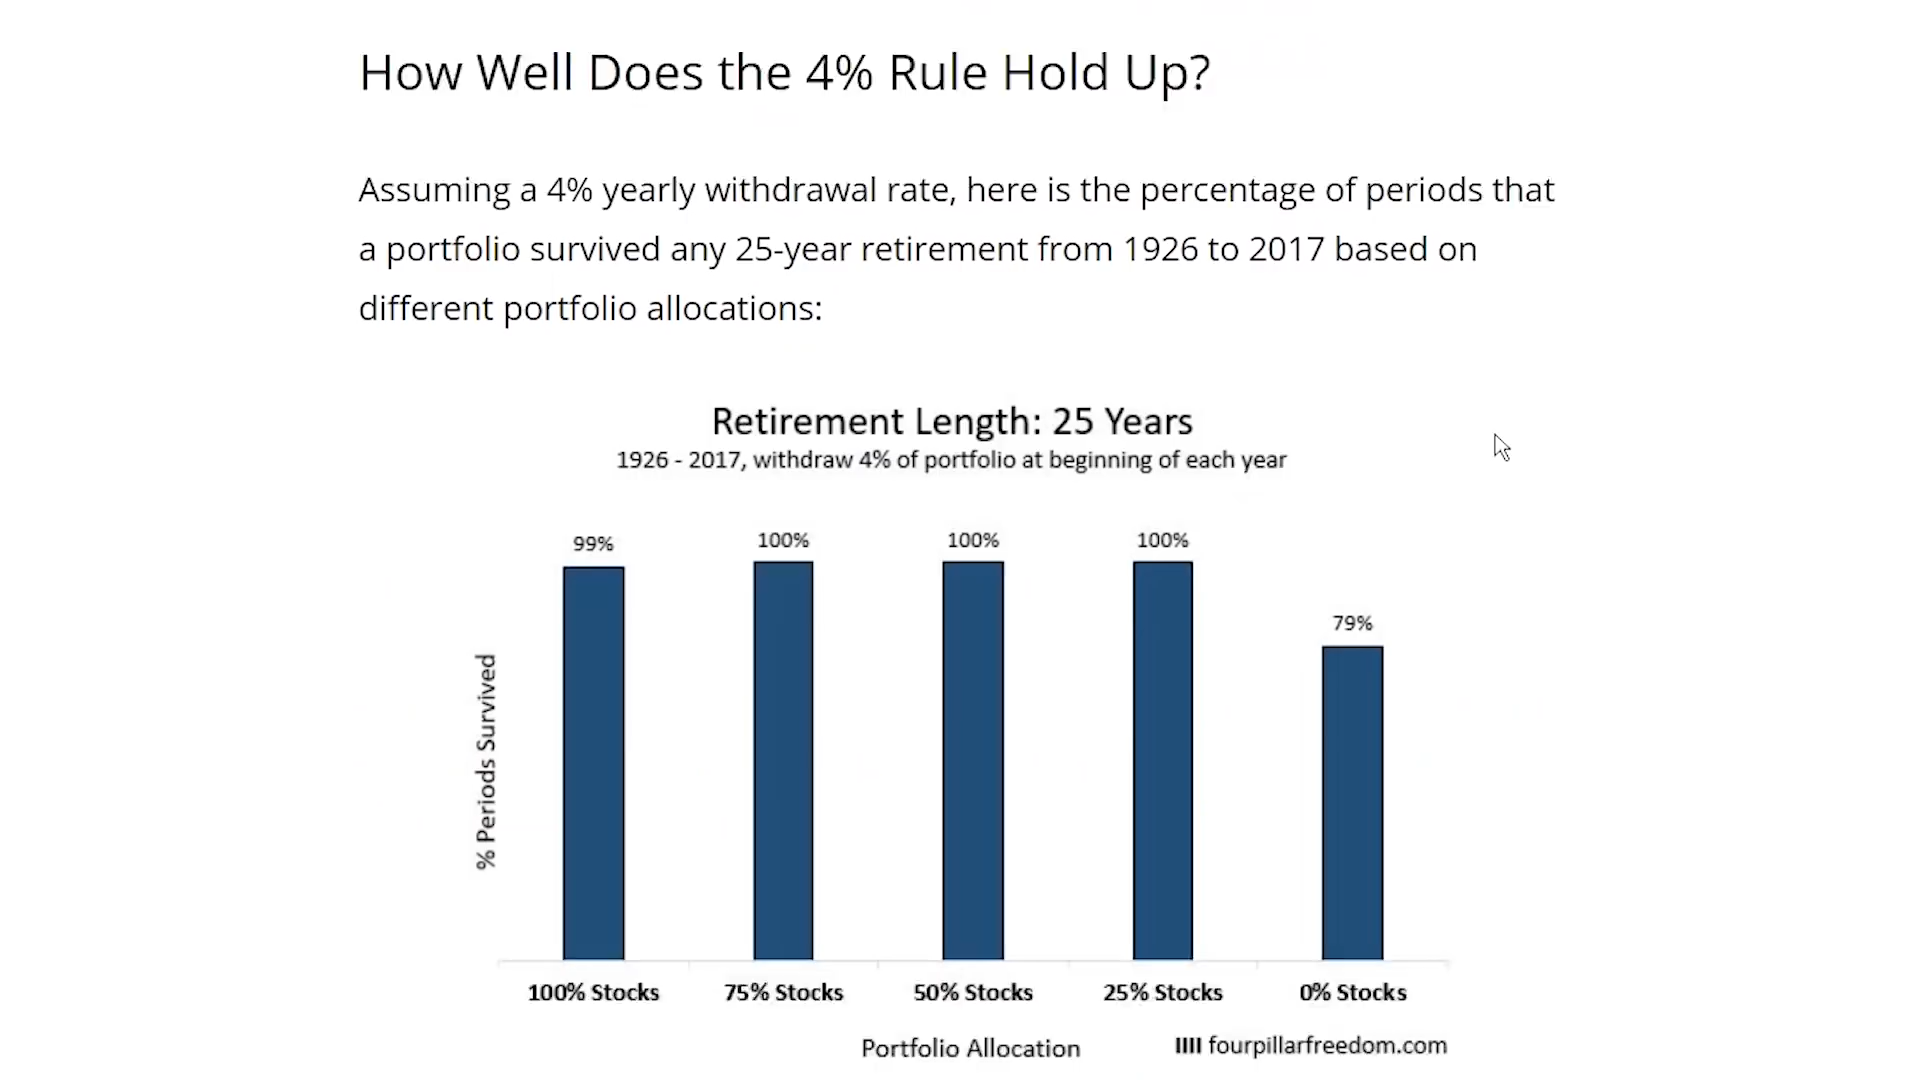 How Well Does the 4% Rule Hold Up?
Assuming a 4% yearly withdrawal rate, here is the percentage of periods that
a portfolio survived any 25-year retirement from 1926 to 2017 based on
different portfolio allocations:
Retirement Length: 25 Years
1926 - 2017, withdraw 4% of portfolio at beginning of each year
99%
100%
100%
100%
79%
% Periods Survived
100% Stocks
75% Stocks
50% Stocks
25% Stocks
0% Stocks
Portfolio Allocation
fourpillarfreedom.com